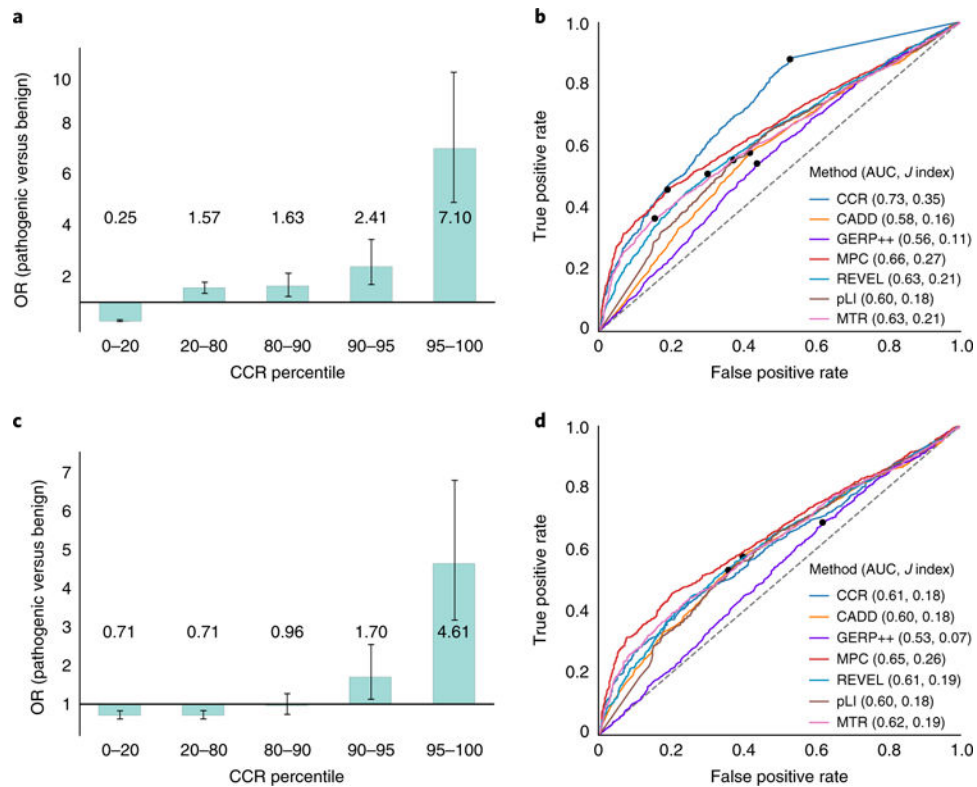 a
OR (pathogenic versus benign)
10
8
6
4
2
0.25 1.57 1.63 2.41 7.10
0–20 20–80 80–90 90–95 95–100
CCR percentile
b
True positive rate
1.0
0.8
0.6
0.4
0.2
0
0 0.2 0.4 0.6 0.8 1.0
False positive rate
Method (AUC, J index)
CCR (0.73, 0.35)
CADD (0.58, 0.16)
GERP++ (0.56, 0.11)
MPC (0.66, 0.27)
REVEL (0.63, 0.21)
pLI (0.60, 0.18)
MTR (0.63, 0.21)
c
OR (pathogenic versus benign)
7
6
5
4
3
2
1
0.71 0.71 0.96 1.70 4.61
0–20 20–80 80–90 90–95 95–100
CCR percentile
d
True positive rate
1.0
0.8
0.6
0.4
0.2
0
0 0.2 0.4 0.6 0.8 1.0
False positive rate
Method (AUC, J index)
CCR (0.61, 0.18)
CADD (0.60, 0.18)
GERP++ (0.53, 0.07)
MPC (0.65, 0.26)
REVEL (0.61, 0.19)
pLI (0.60, 0.18)
MTR (0.62, 0.19)